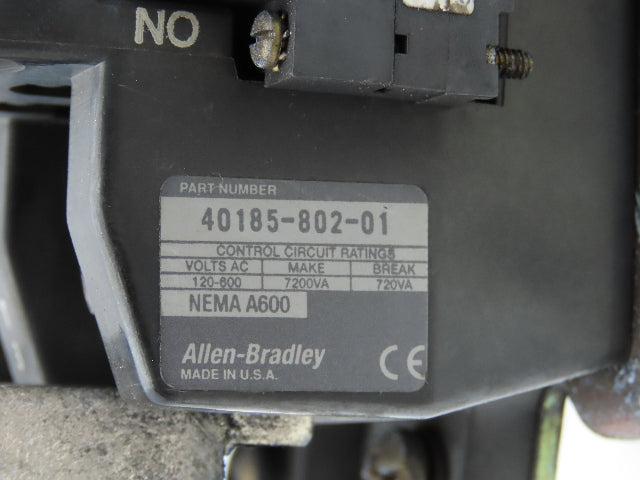 NO
PART NUMBER
40185-802-01
CONTROL CIRCUIT RATINGS
VOLTS AC MAKE BREAK
120-600 7200VA 720VA
NEMA A600
Allen-Bradley
MADE IN U.S.A.
CE